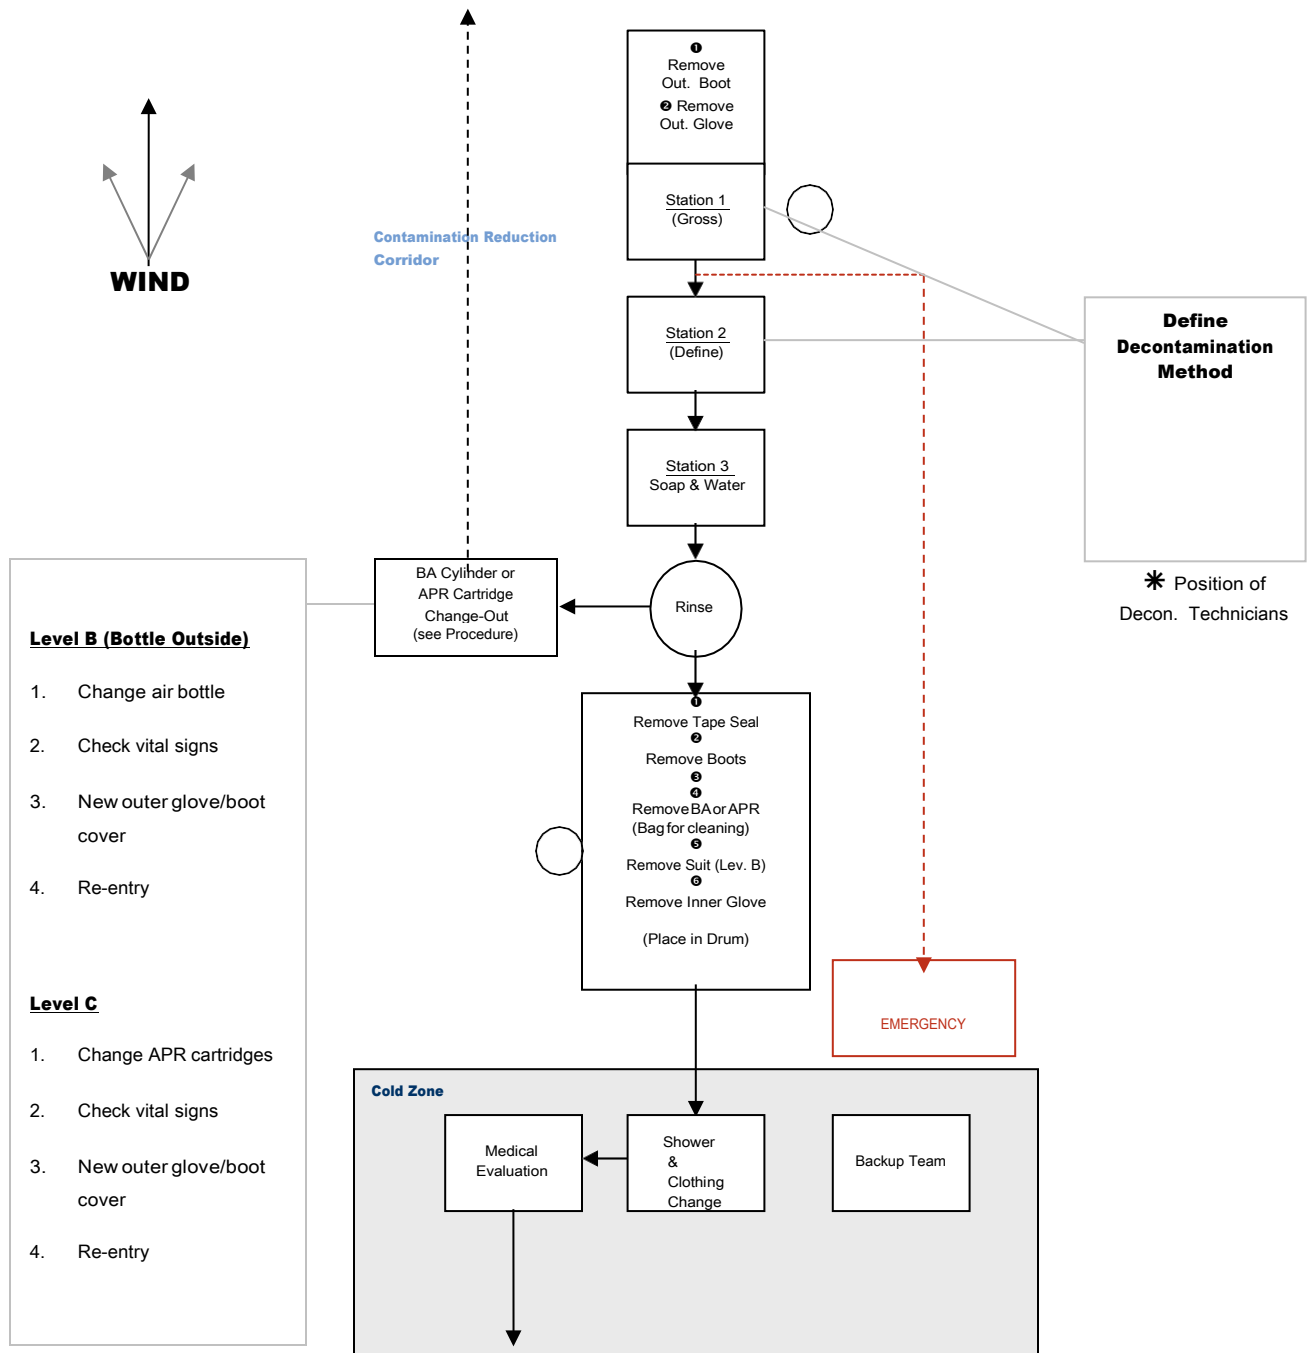 ❶
Remove
Out. Boot
❷ Remove
Out. Glove
Station 1
(Gross)
Contamination Reduction
Corridor
WIND
Station 2
(Define)
Define
Decontamination
Method
Station 3
Soap & Water
BA Cylinder or
APR Cartridge
Change-Out
(see Procedure)
Rinse
✳ Position of
Decon. Technicians
Level B (Bottle Outside)
1. Change air bottle
2. Check vital signs
3. New outer glove/boot
cover
4. Re-entry
Level C
1. Change APR cartridges
2. Check vital signs
3. New outer glove/boot
cover
4. Re-entry
❶
Remove Tape Seal
❷
Remove Boots
❸
❹
Remove BA or APR
(Bag for cleaning)
❺
Remove Suit (Lev. B)
❻
Remove Inner Glove
(Place in Drum)
EMERGENCY
Cold Zone
Medical
Evaluation
Shower
&
Clothing
Change
Backup Team